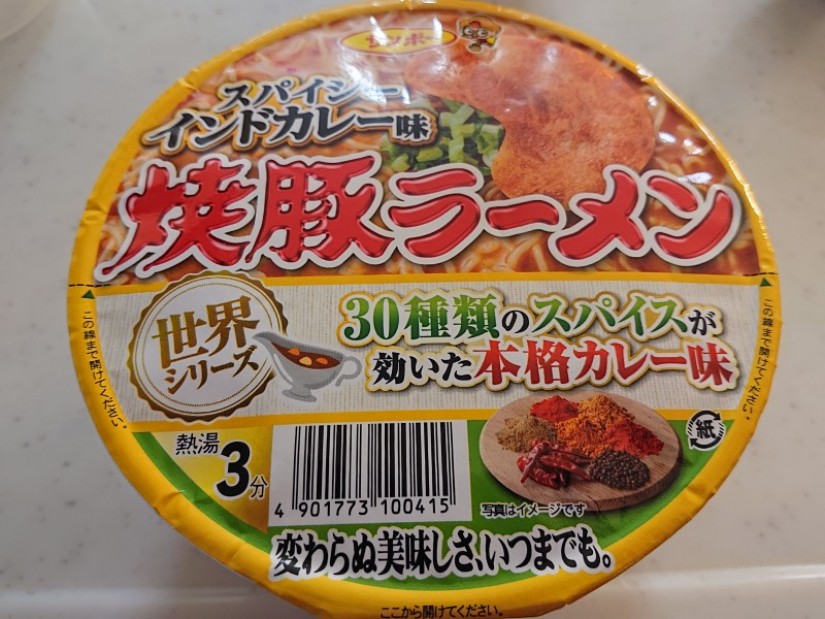 サンポー
スパイシー
インドカレー味
焼豚ラーメン
世界
シリーズ
30種類のスパイスが
効いた本格カレー味
この線まで開けてください。
この線まで開けてください。
紙
熱湯3分
4 901773 100415
写真はイメージです
変わらぬ美味しさ、いつまでも。
ここから開けてください。